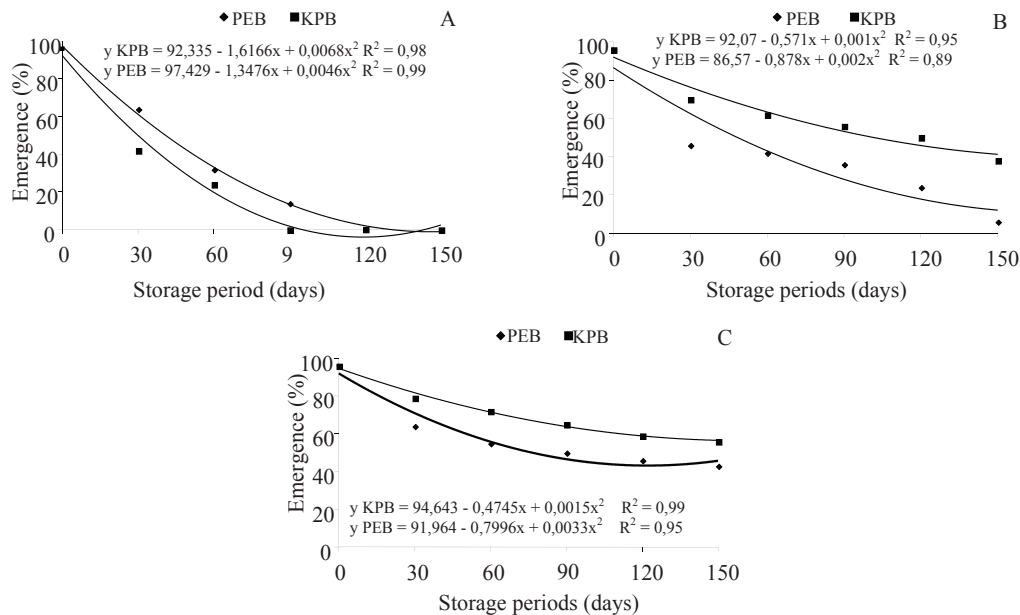 PEB KPB A
y KPB = 92,335 - 1,6166x + 0,0068x² R² = 0,98
y PEB = 97,429 - 1,3476x + 0,0046x² R² = 0,99
Emergence (%)
100
80
60
40
20
0
0 30 60 9 120 150
Storage period (days)
PEB KPB B
y KPB = 92,07 - 0,571x + 0,001x² R² = 0,95
y PEB = 86,57 - 0,878x + 0,002x² R² = 0,89
Emergence (%)
100
80
60
40
20
0
0 30 60 90 120 150
Storage periods (days)
PEB KPB C
Emergence (%)
100
80
60
40
20
0
y KPB = 94,643 - 0,4745x + 0,0015x² R² = 0,99
y PEB = 91,964 - 0,7996x + 0,0033x² R² = 0,95
0 30 60 90 120 150
Storage periods (days)